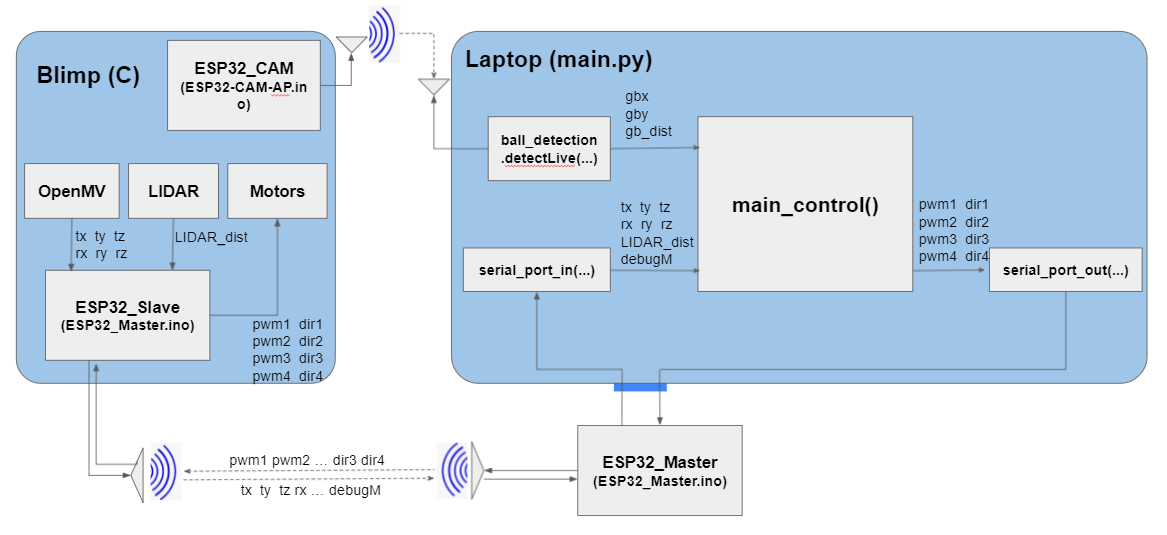 Blimp (C)
ESP32_CAM
(ESP32-CAM-AP.in
o)
OpenMV
LIDAR
Motors
tx ty tz
rx ry rz
LIDAR_dist
ESP32_Slave
(ESP32_Master.ino)
pwm1 dir1
pwm2 dir2
pwm3 dir3
pwm4 dir4
Laptop (main.py)
ball_detection
.detectLive(...)
gbx
gby
gb_dist
main_control()
tx ty tz
rx ry rz
LIDAR_dist
debugM
serial_port_in(...)
pwm1 dir1
pwm2 dir2
pwm3 dir3
pwm4 dir4
serial_port_out(...)
pwm1 pwm2 ... dir3 dir4
tx ty tz rx ... debugM
ESP32_Master
(ESP32_Master.ino)